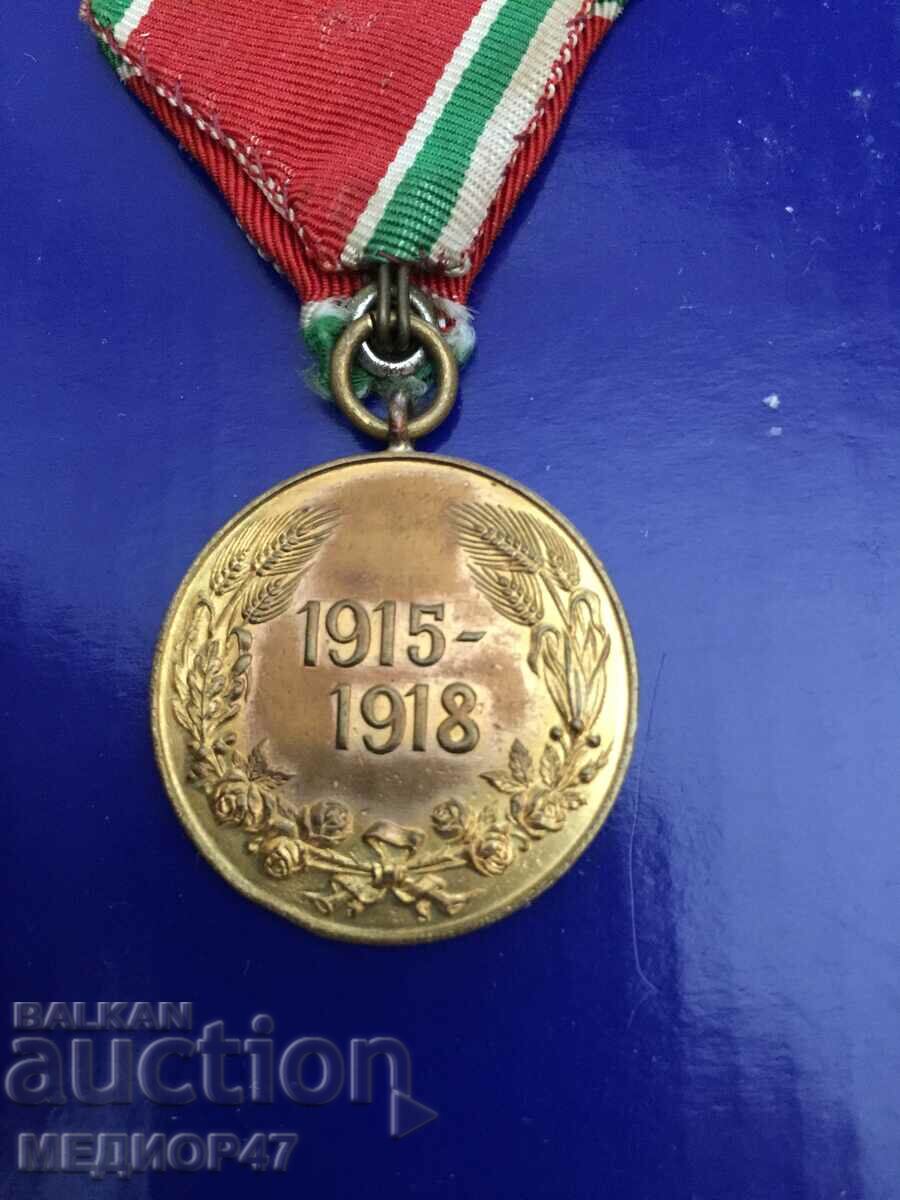 1915-
1918
BALKAN
auction
МЕДИОР47